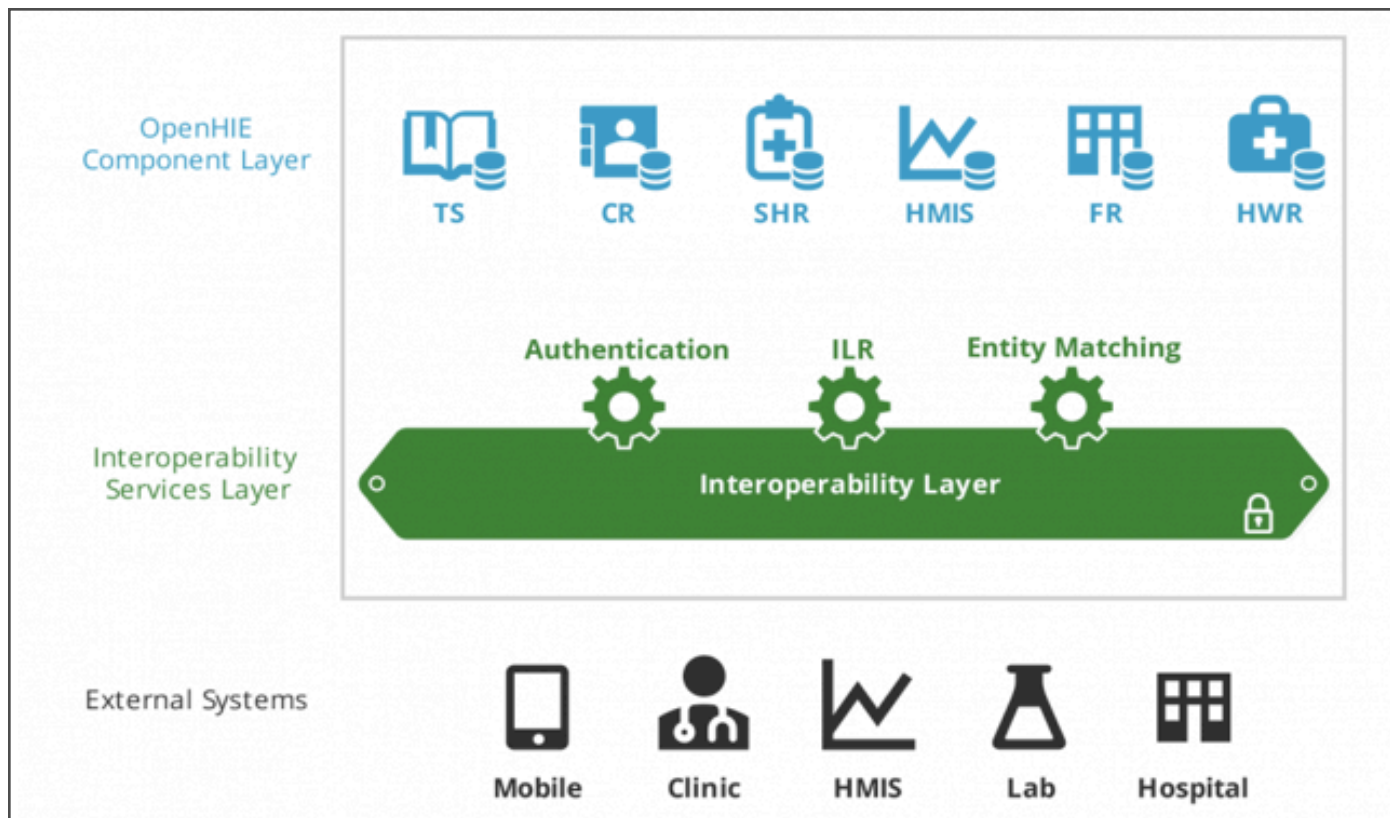 OpenHIE
Component Layer
TS
CR
SHR
HMIS
FR
HWR
Authentication
ILR
Entity Matching
Interoperability
Services Layer
Interoperability Layer
External Systems
Mobile
Clinic
HMIS
Lab
Hospital